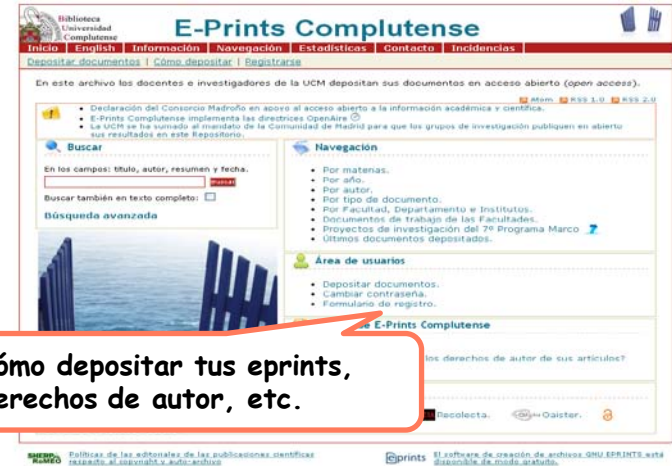 Biblioteca
Universidad
Complutense
E-Prints Complutense
Inicio | English | Información | Navegación | Estadísticas | Contacto | Incidencias |
Depositar documentos | Cómo depositar | Registrarse
En este archivo los docentes e investigadores de la UCM depositan sus documentos en acceso abierto (open access).
Atom RSS 1.0 RSS 2.0
• Declaración del Consorcio Madroño en apoyo al acceso abierto a la información académica y científica.
• E-Prints Complutense implementa las directrices OpenAire
• La UCM se ha sumado al mandato de la Comunidad de Madrid para que los grupos de investigación publiquen en abierto
sus resultados en este Repositorio.
Buscar
En los campos: título, autor, resumen y fecha.
Buscar
Buscar también en texto completo:
Búsqueda avanzada
Navegación
• Por materias.
• Por año.
• Por autor.
• Por tipo de documento.
• Por Facultad, Departamento e Institutos.
• Documentos de trabajo de las Facultades.
• Proyectos de investigación del 7º Programa Marco 7
• Últimos documentos depositados.
Área de usuarios
• Depositar documentos.
• Cambiar contraseña.
• Formulario de registro.
E-Prints Complutense
los derechos de autor de sus artículos?
ómo depositar tus eprints,
erechos de autor, etc.
Recolecta. Oaister.
SHERPA RoMEO Políticas de las editoriales de las publicaciones científicas
respecto al copyright y auto-archivo
eprints El software de creación de archivos GNU EPRINTS está
disponible de modo gratuito.